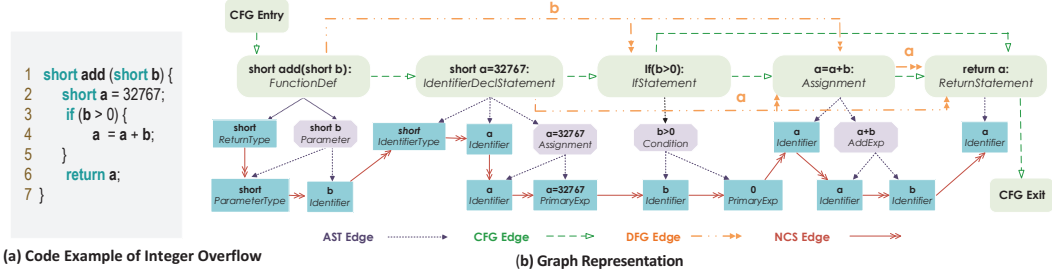 1 short add (short b) {
2 short a = 32767;
3 if (b > 0) {
4 a = a + b;
5 }
6 return a;
7 }
(a) Code Example of Integer Overflow
CFG Entry
b
short add(short b):
FunctionDef
short a=32767:
IdentifierDeclStatement
If(b>0):
IfStatement
a=a+b:
Assignment
return a:
ReturnStatement
a
a
short
ReturnType
short b
Parameter
short
IdentifierType
a
Identifier
a=32767
Assignment
b>0
Condition
a
Identifier
a+b
AddExp
a
Identifier
short
ParameterType
b
Identifier
a
Identifier
a=32767
PrimaryExp
b
Identifier
0
PrimaryExp
a
Identifier
b
Identifier
CFG Exit
AST Edge
CFG Edge
DFG Edge
NCS Edge
(b) Graph Representation